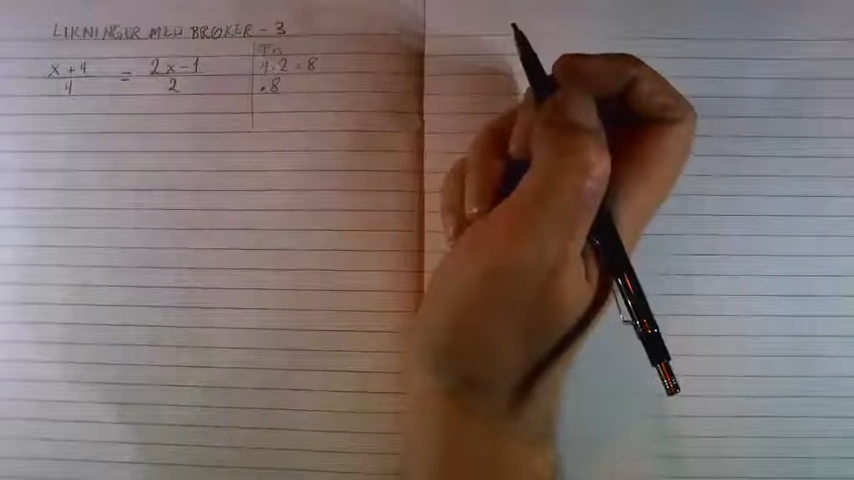 LIKNINGER MED BRØKER - 3
x + 4 / 4 = 2x - 1 / 2
Fn
4 · 2 = 8
· 8